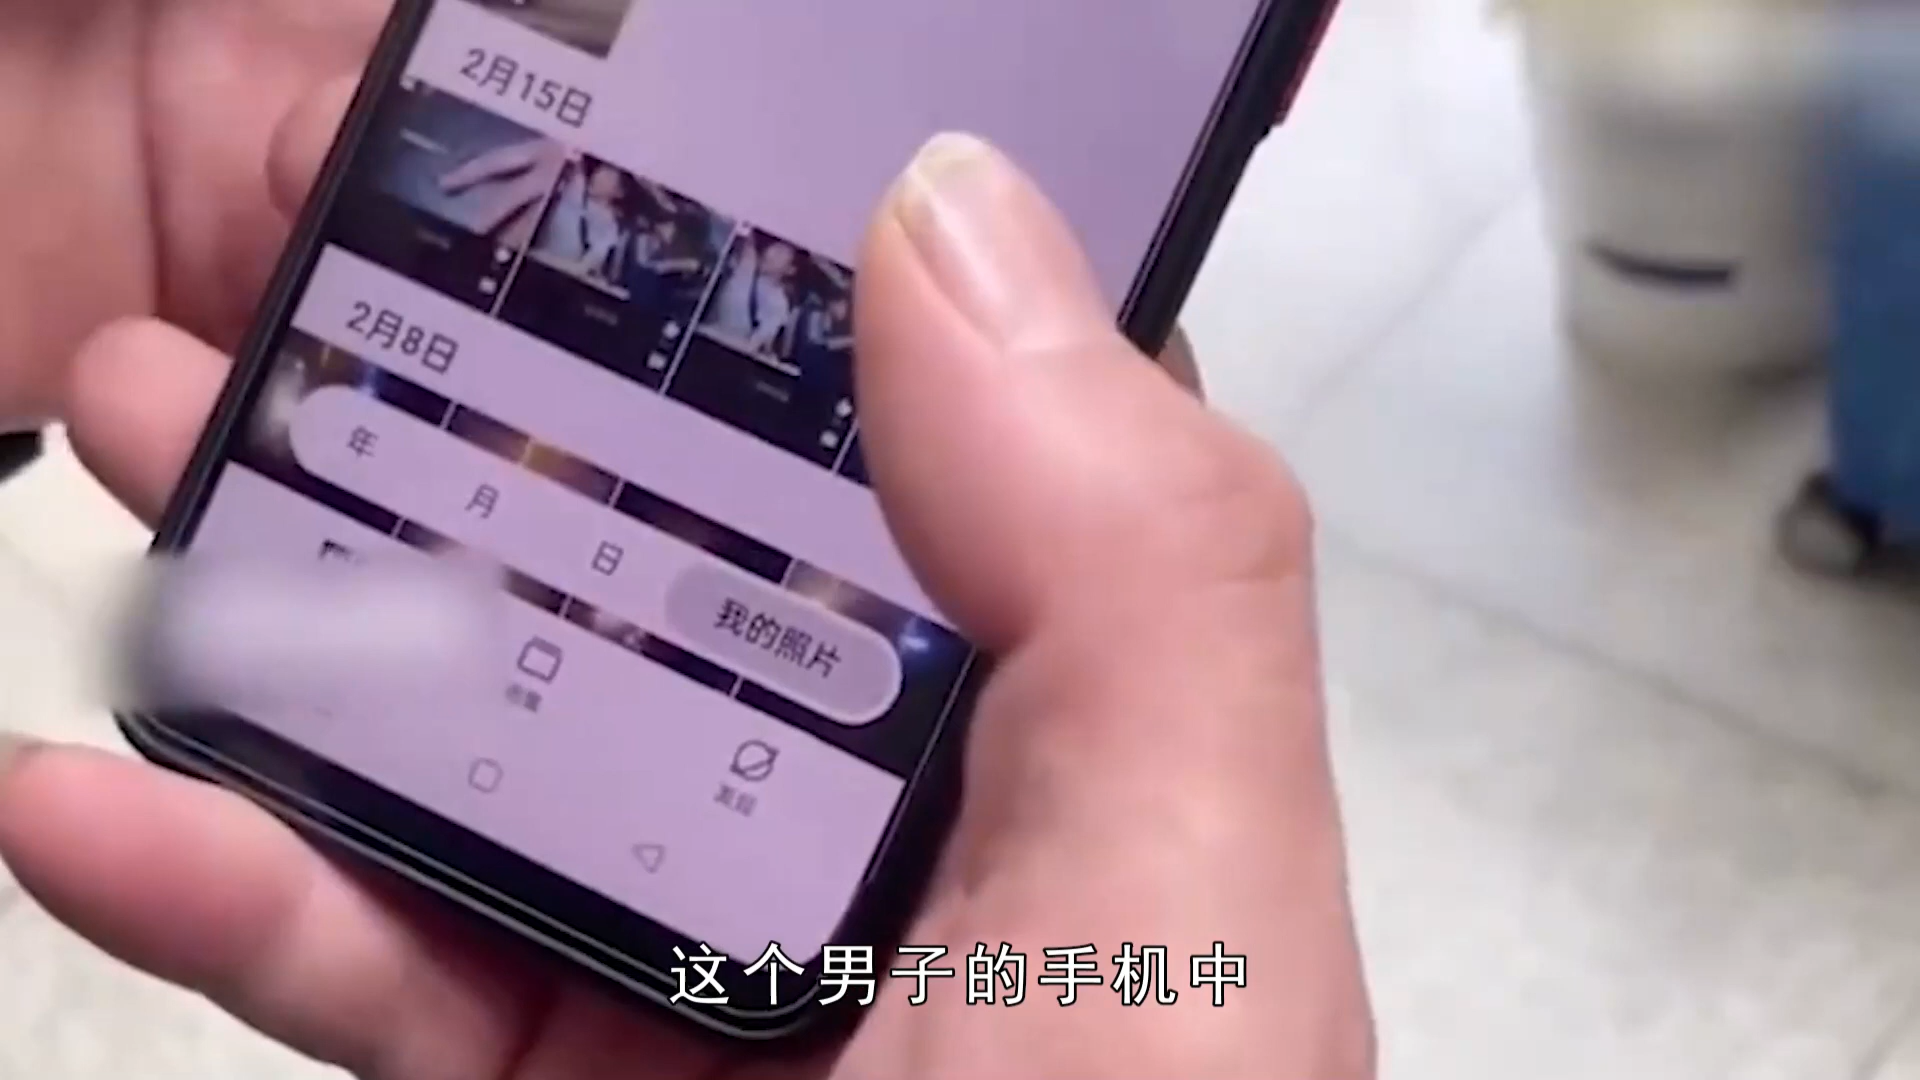 2月15日
2月8日
年 月 日 我的照片
这个男子的手机中